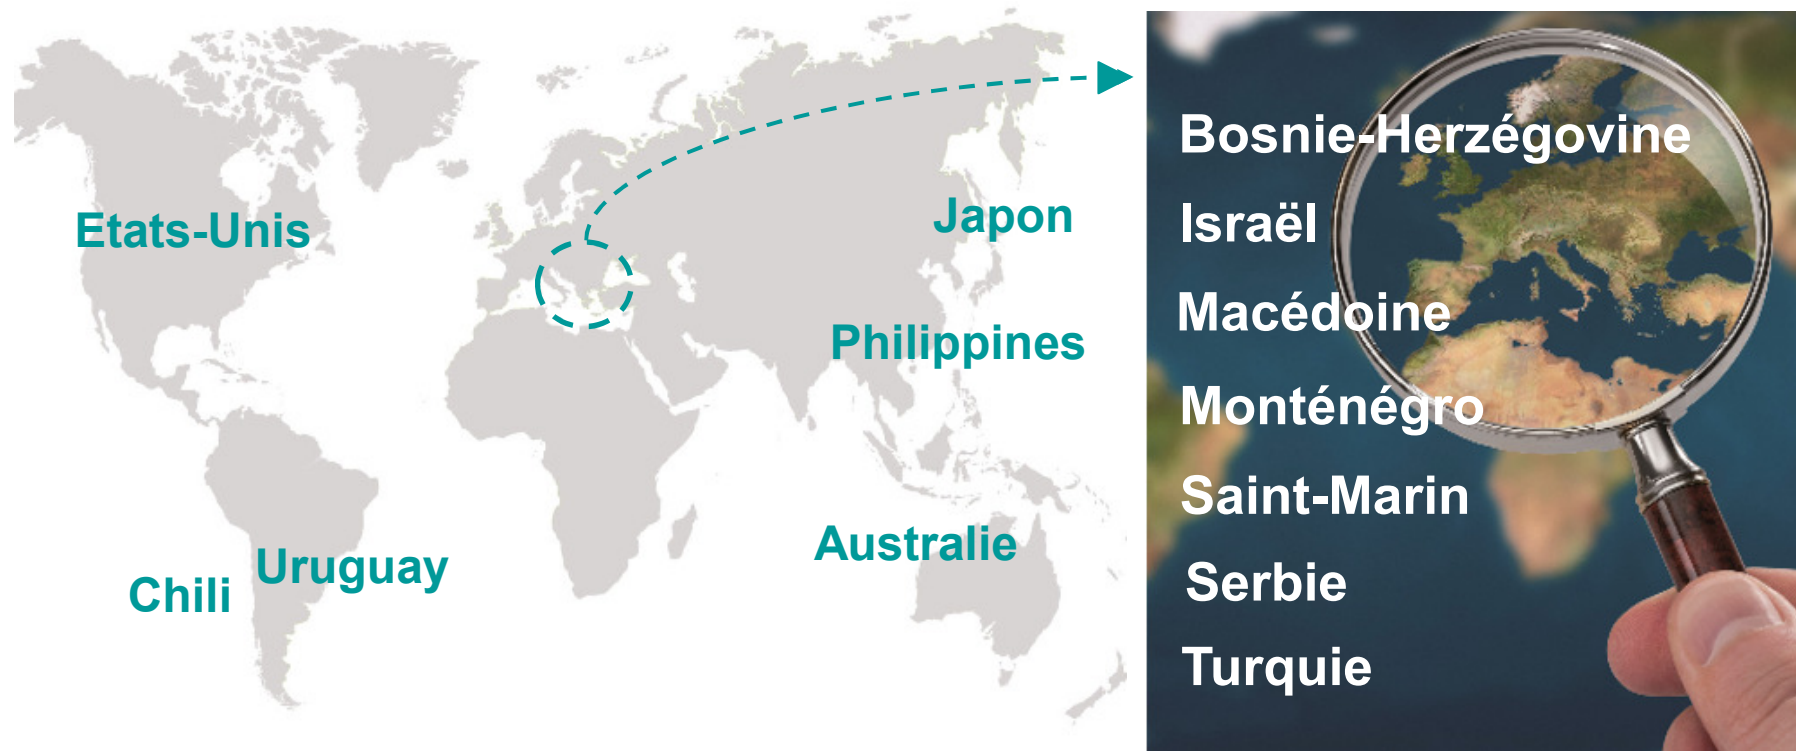 Etats-Unis
Japon
Philippines
Australie
Uruguay
Chili
Bosnie-Herzégovine
Israël
Macédoine
Monténégro
Saint-Marin
Serbie
Turquie